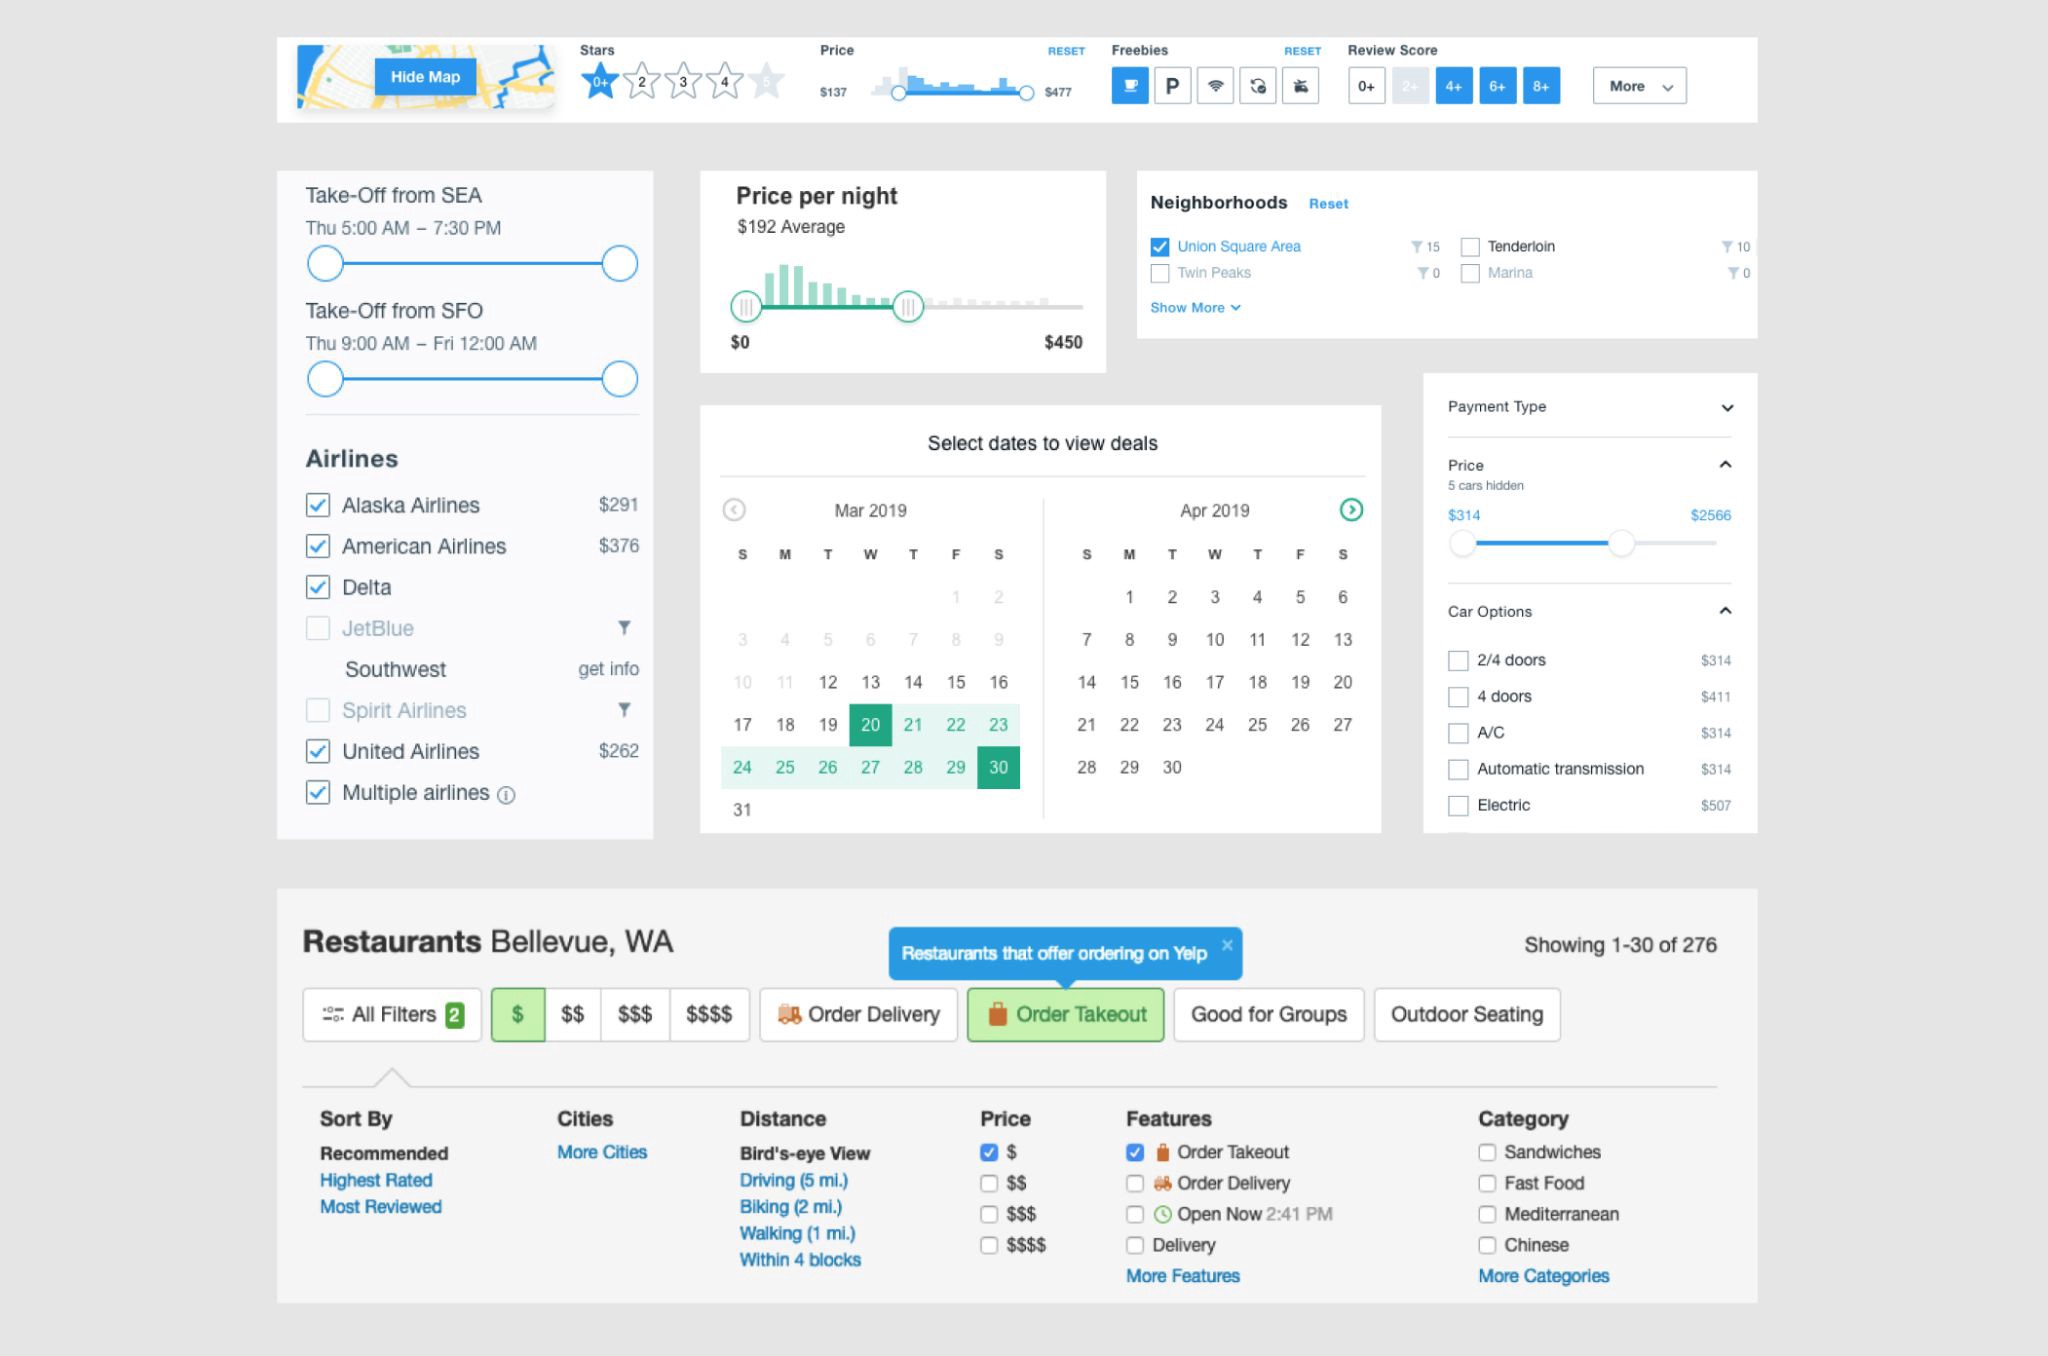 Stars
Price
RESET
Freebies
RESET
Review Score
Hide Map
0+
2
3
4
5
$137
$477
P
0+
2+
4+
6+
8+
More
Take-Off from SEA
Thu 5:00 AM – 7:30 PM
Take-Off from SFO
Thu 9:00 AM – Fri 12:00 AM
Airlines
Alaska Airlines $291
American Airlines $376
Delta
JetBlue
Southwest get info
Spirit Airlines
United Airlines $262
Multiple airlines
Price per night
$192 Average
$0 $450
Neighborhoods Reset
Union Square Area 15 Tenderloin 10
Twin Peaks 0 Marina 0
Show More
Select dates to view deals
Mar 2019
S M T W T F S
1 2
3 4 5 6 7 8 9
10 11 12 13 14 15 16
17 18 19 20 21 22 23
24 25 26 27 28 29 30
31
Apr 2019
S M T W T F S
1 2 3 4 5 6
7 8 9 10 11 12 13
14 15 16 17 18 19 20
21 22 23 24 25 26 27
28 29 30
Payment Type
Price
5 cars hidden
$314 $2566
Car Options
2/4 doors $314
4 doors $411
A/C $314
Automatic transmission $314
Electric $507
Restaurants Bellevue, WA
Restaurants that offer ordering on Yelp ×
Showing 1-30 of 276
All Filters 2
$ $$ $$$ $$$$
Order Delivery
Order Takeout
Good for Groups
Outdoor Seating
Sort By
Recommended
Highest Rated
Most Reviewed
Cities
More Cities
Distance
Bird's-eye View
Driving (5 mi.)
Biking (2 mi.)
Walking (1 mi.)
Within 4 blocks
Price
$
$$
$$$
$$$$
Features
Order Takeout
Order Delivery
Open Now 2:41 PM
Delivery
More Features
Category
Sandwiches
Fast Food
Mediterranean
Chinese
More Categories